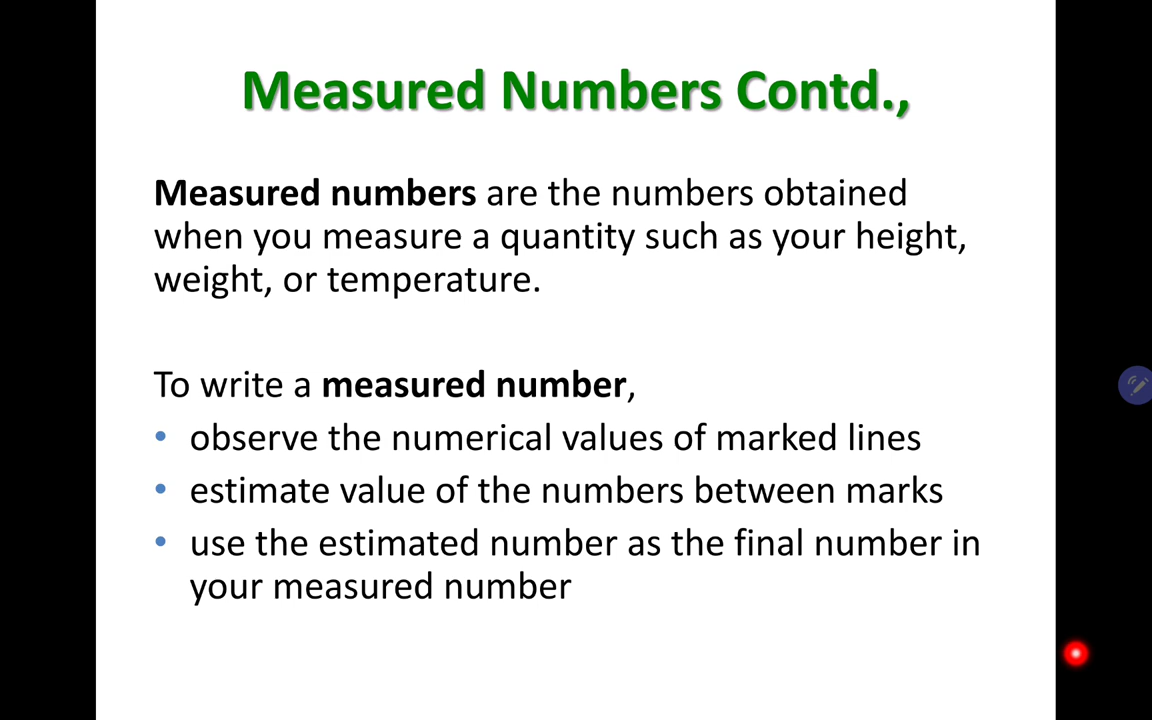 Measured Numbers Contd.,
Measured numbers are the numbers obtained
when you measure a quantity such as your height,
weight, or temperature.
To write a measured number,
• observe the numerical values of marked lines
• estimate value of the numbers between marks
• use the estimated number as the final number in
your measured number